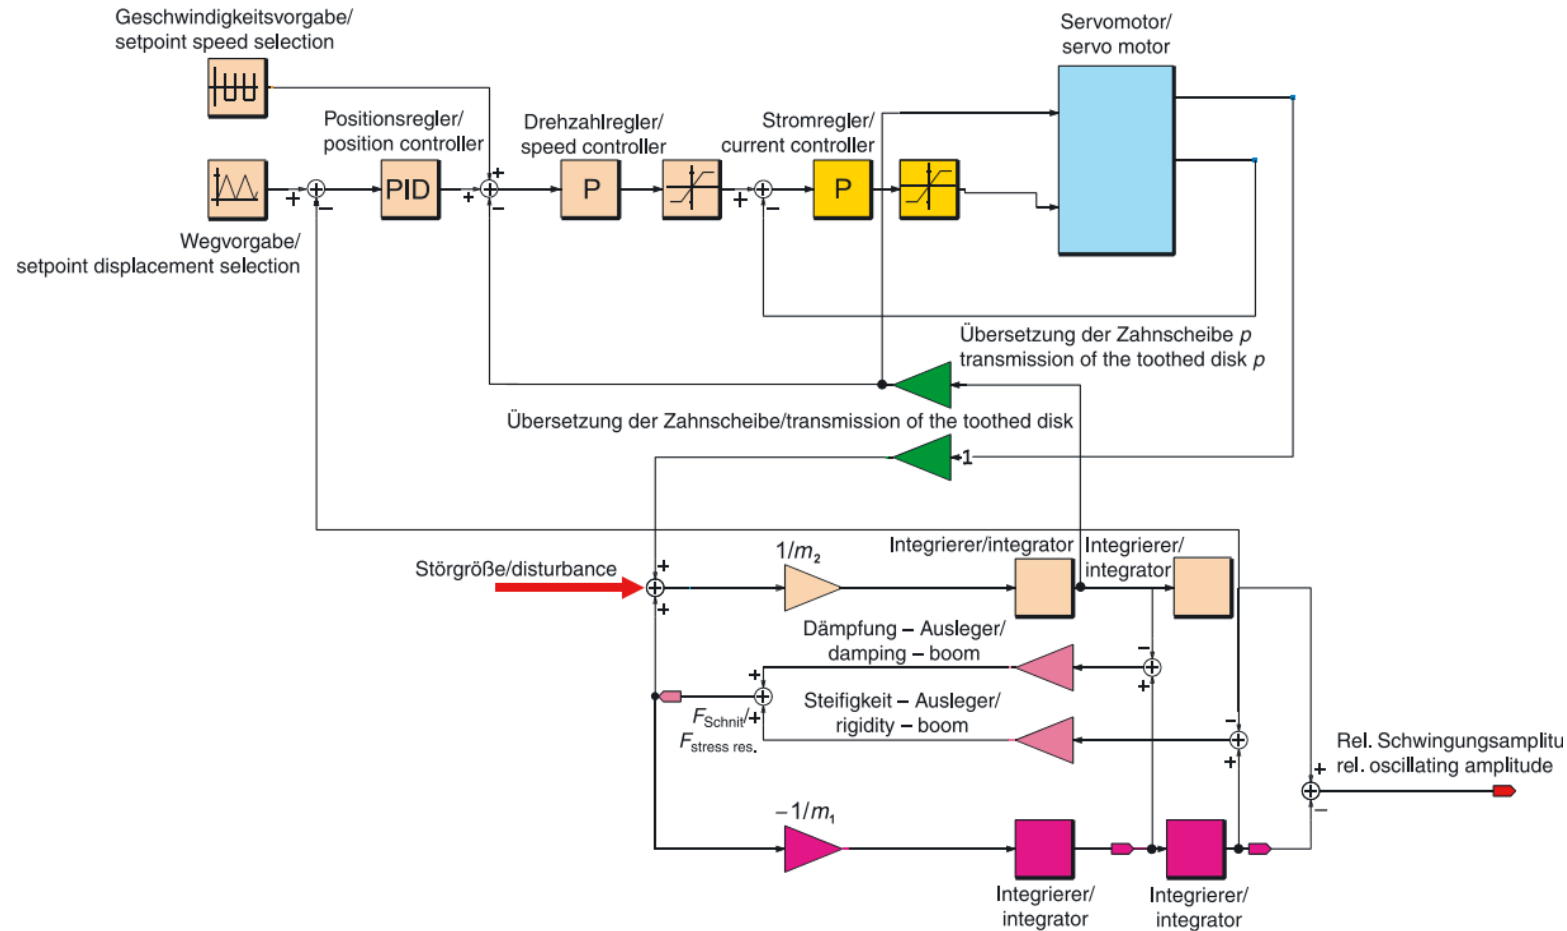 Geschwindigkeitsvorgabe/
setpoint speed selection
Servomotor/
servo motor
Positionsregler/
position controller
Drehzahlregler/
speed controller
Stromregler/
current controller
PID
P
P
Wegvorgabe/
setpoint displacement selection
Übersetzung der Zahnscheibe p
transmission of the toothed disk p
Übersetzung der Zahnscheibe/transmission of the toothed disk
-1
Störgröße/disturbance
1/m₂
Integrierer/integrator
Integrierer/
integrator
Dämpfung – Ausleger/
damping – boom
Steifigkeit – Ausleger/
rigidity – boom
F Schnit/
F stress res.
Rel. Schwingungsamplitu
rel. oscillating amplitude
–1/m₁
Integrierer/
integrator
Integrierer/
integrator